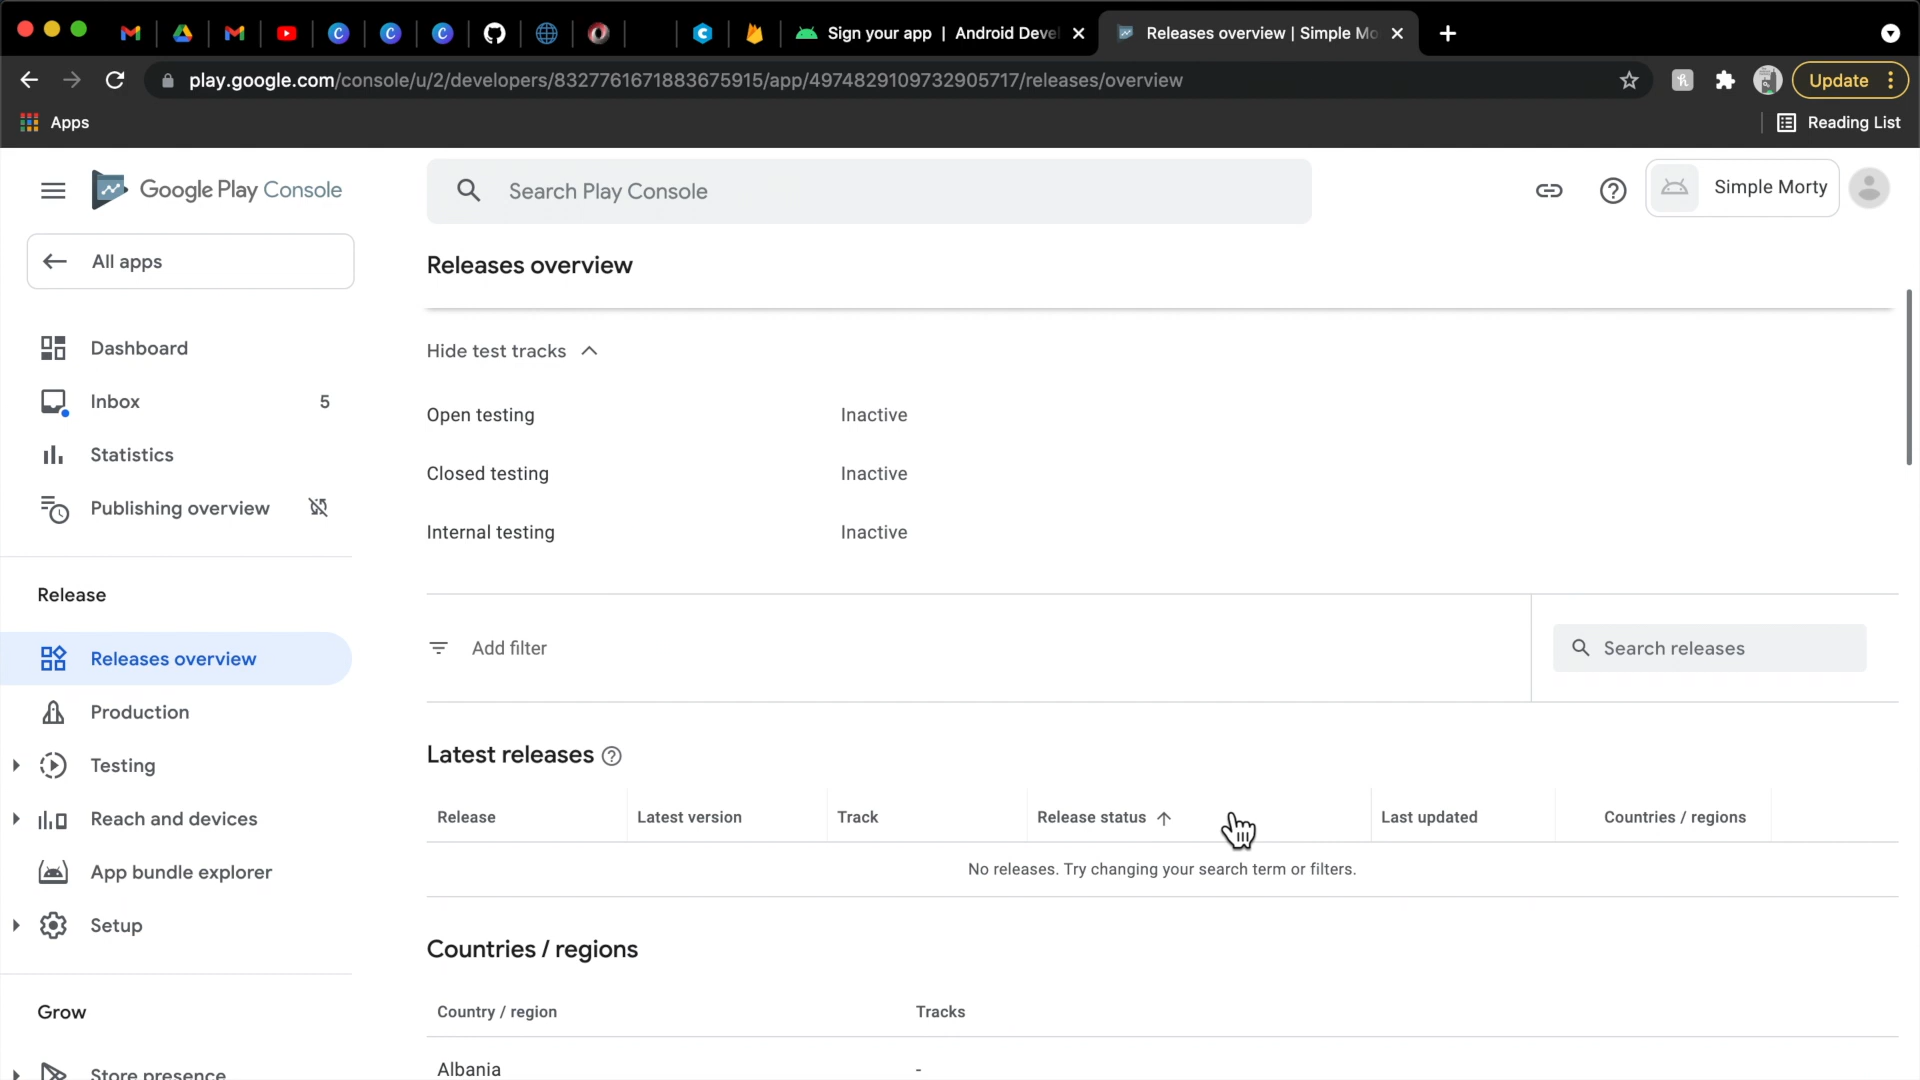 Sign your app | Android Deve
Releases overview | Simple Mo
play.google.com/console/u/2/developers/8327761671883675915/app/4974829109732905717/releases/overview
Update
Apps
Reading List
Google Play Console
Search Play Console
Simple Morty
All apps
Releases overview
Dashboard
Hide test tracks
Inbox 5
Open testing Inactive
Statistics
Closed testing Inactive
Publishing overview
Internal testing Inactive
Release
Add filter
Search releases
Releases overview
Production
Latest releases
Testing
Release Latest version Track Release status Last updated Countries / regions
Reach and devices
No releases. Try changing your search term or filters.
App bundle explorer
Setup
Countries / regions
Grow
Country / region Tracks
Albania -
Store presence